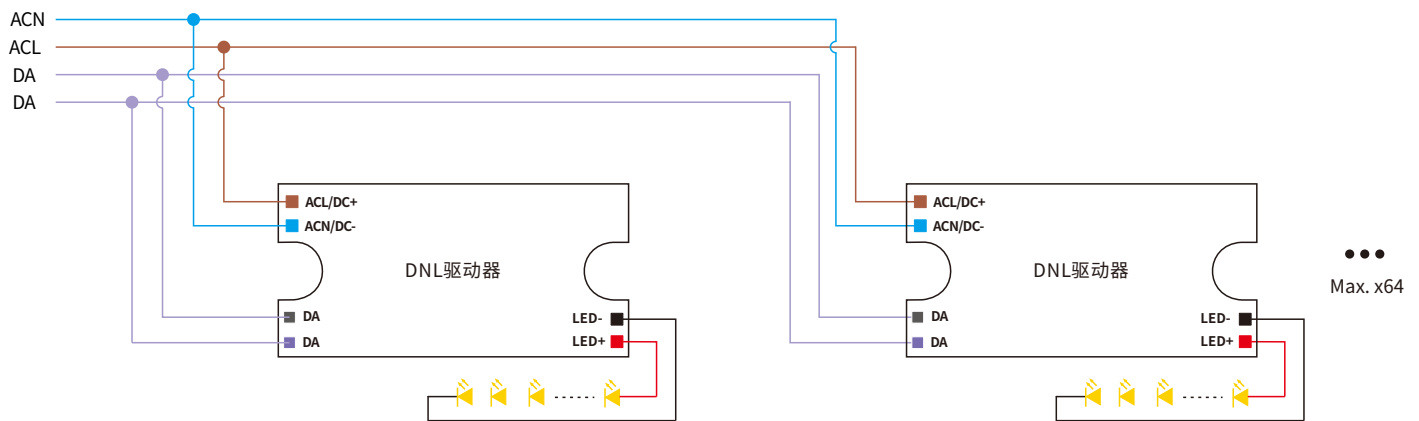 ACN
ACL
DA
DA
ACL/DC+
ACN/DC-
DNL驱动器
DA
DA
LED-
LED+
ACL/DC+
ACN/DC-
DNL驱动器
DA
DA
LED-
LED+
Max. x64